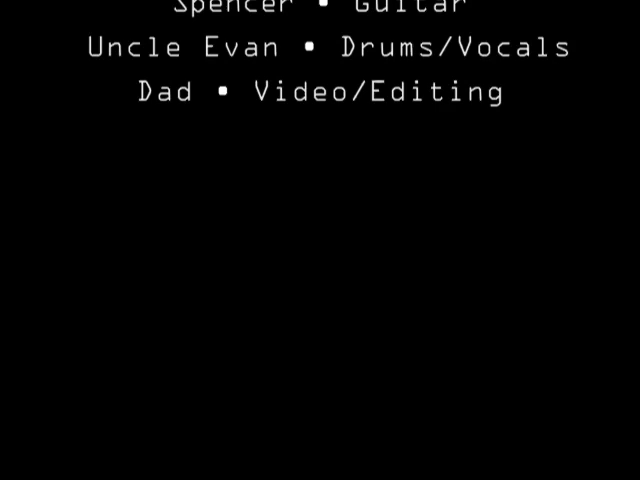 Spencer • Guitar
Uncle Evan • Drums/Vocals
Dad • Video/Editing